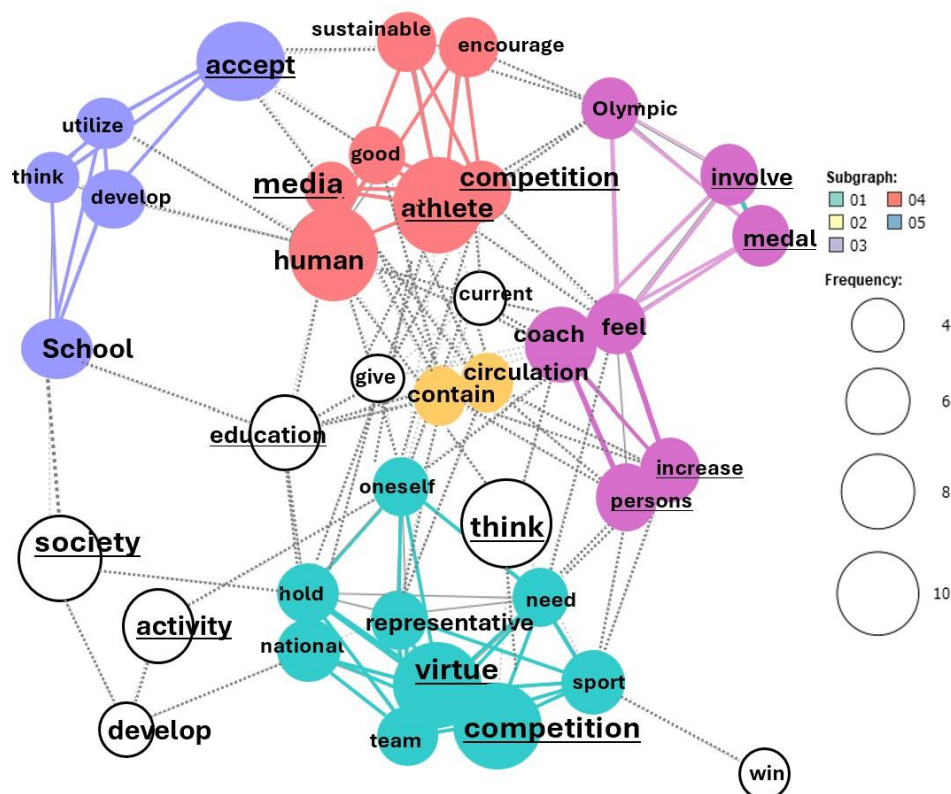 sustainable
encourage
accept
Olympic
utilize
good
think
media
competition
involve
develop
athlete
medal
human
current
coach
feel
School
give
circulation
contain
education
increase
oneself
persons
think
society
hold
need
activity
representative
national
virtue
sport
develop
competition
team
win
Subgraph:
01
04
02
05
03
Frequency:
4
6
8
10